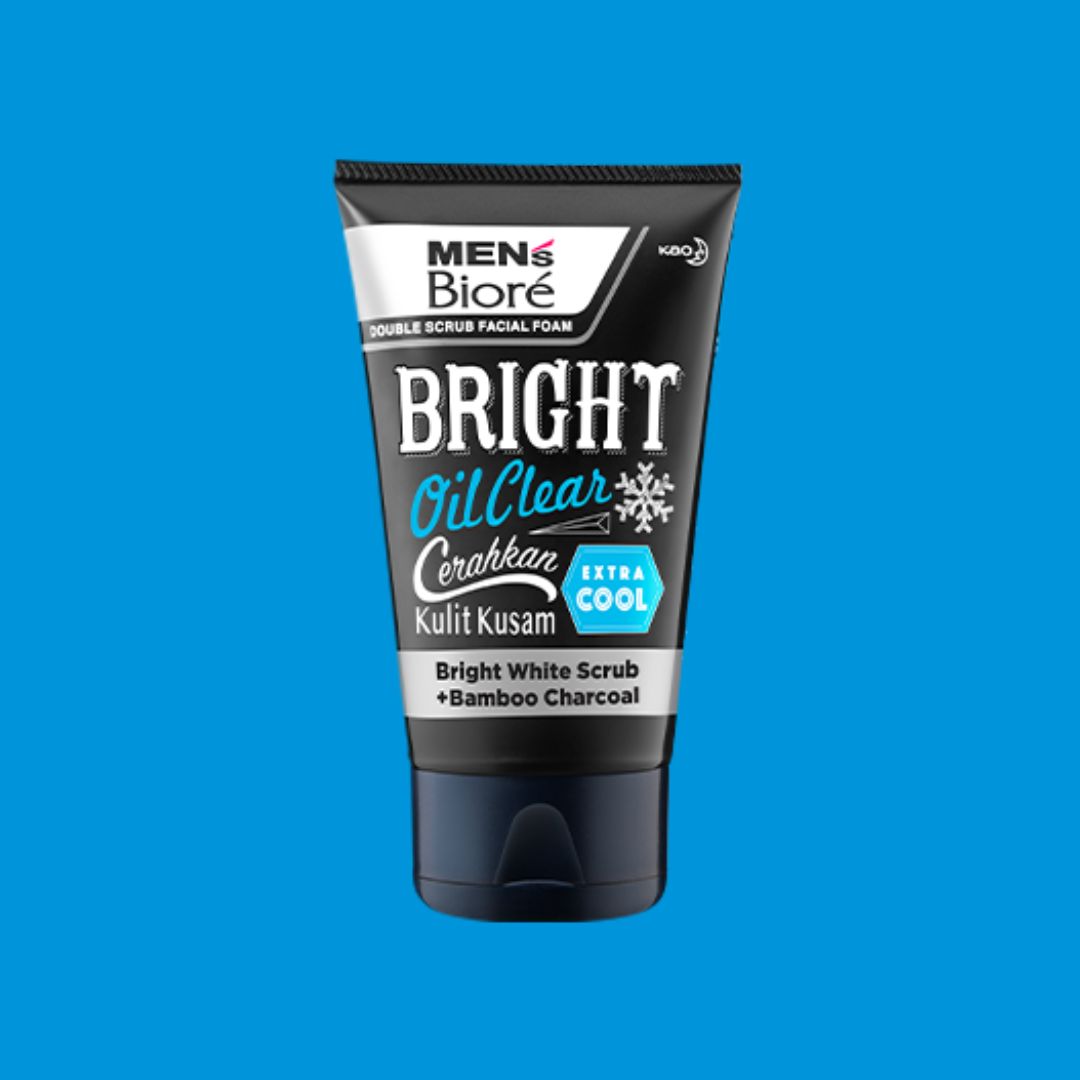 MEN's
Bioré
Kao
DOUBLE SCRUB FACIAL FOAM
BRIGHT
Oil Clear
Cerahkan
Kulit Kusam
EXTRA
COOL
Bright White Scrub
+Bamboo Charcoal